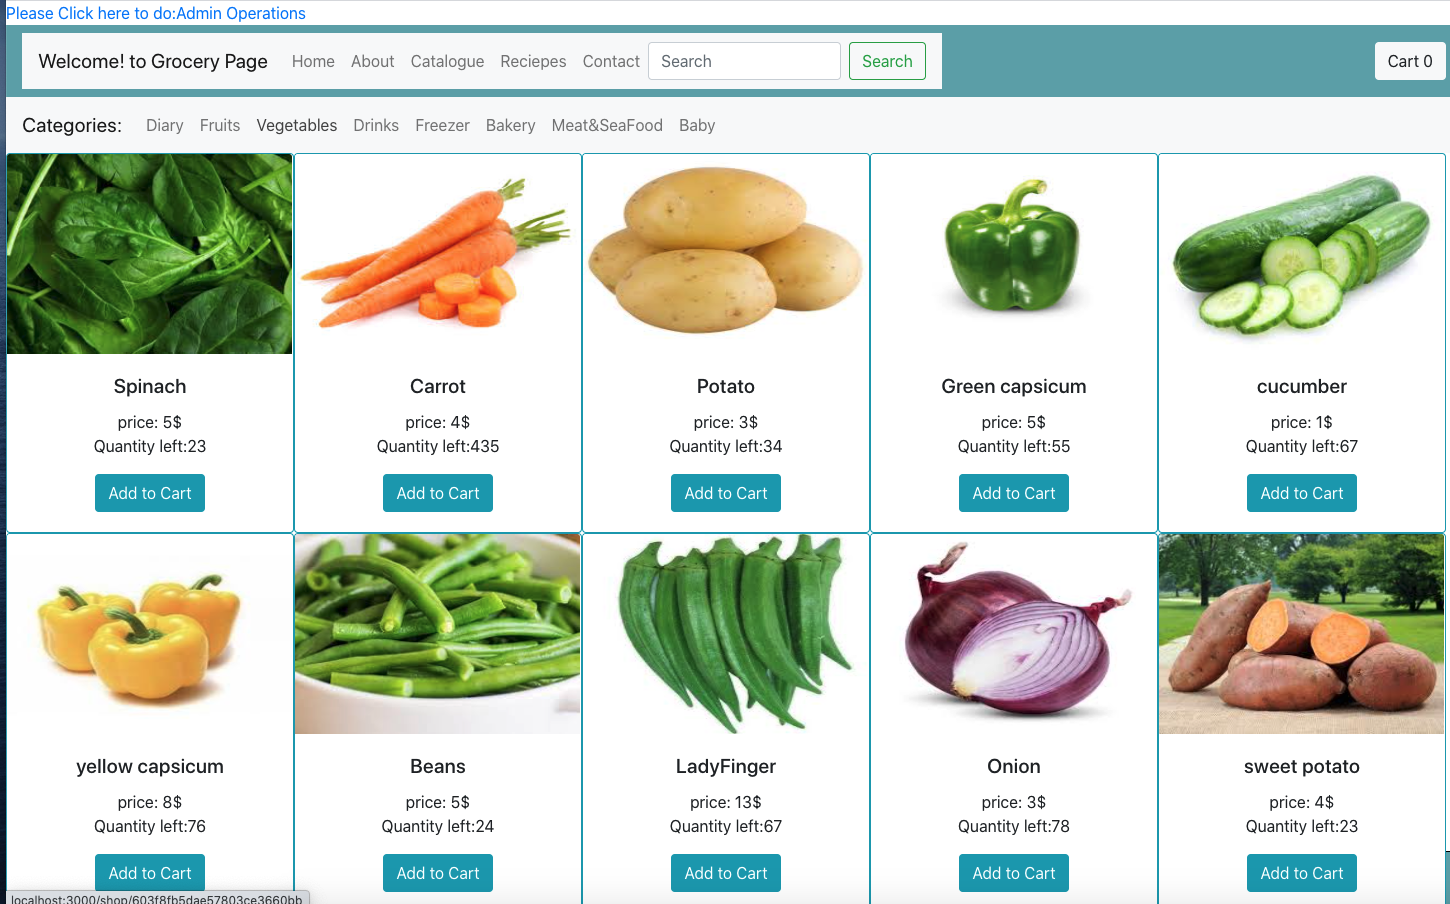 Please Click here to do:Admin Operations
Welcome! to Grocery Page Home About Catalogue Reciepes Contact Search Search Cart 0
Categories: Diary Fruits Vegetables Drinks Freezer Bakery Meat&SeaFood Baby
Spinach Carrot Potato Green capsicum cucumber
price: 5$ price: 4$ price: 3$ price: 5$ price: 1$
Quantity left:23 Quantity left:435 Quantity left:34 Quantity left:55 Quantity left:67
Add to Cart Add to Cart Add to Cart Add to Cart Add to Cart
yellow capsicum Beans LadyFinger Onion sweet potato
price: 8$ price: 5$ price: 13$ price: 3$ price: 4$
Quantity left:76 Quantity left:24 Quantity left:67 Quantity left:78 Quantity left:23
Add to Cart Add to Cart Add to Cart Add to Cart Add to Cart
localhost:3000/shop/603f8fb5dae57803ce3660bb